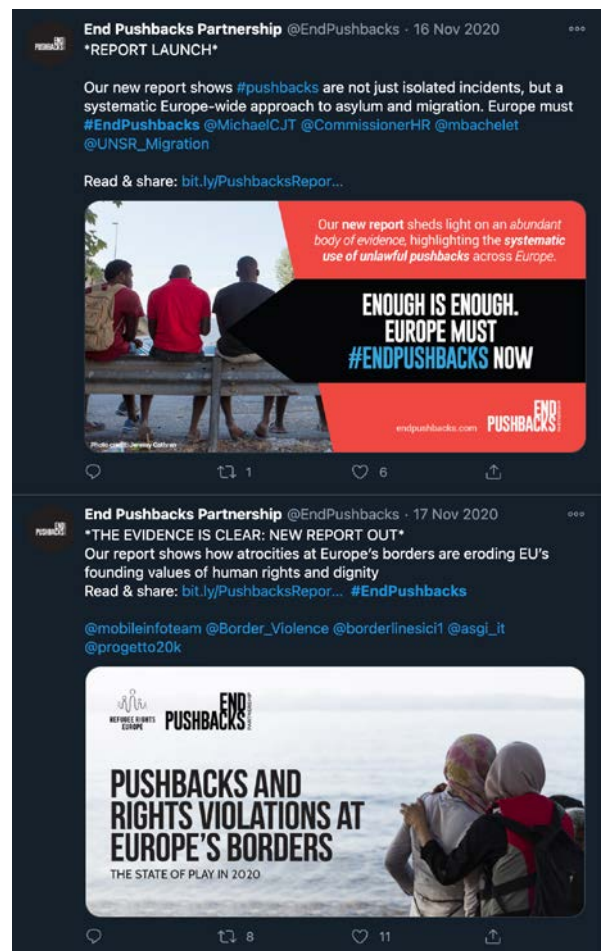 End Pushbacks Partnership @EndPushbacks · 16 Nov 2020
*REPORT LAUNCH*
Our new report shows #pushbacks are not just isolated incidents, but a
systematic Europe-wide approach to asylum and migration. Europe must
#EndPushbacks @MichaelCJT @CommissionerHR @mbachelet
@UNSR_Migration
Read & share: bit.ly/PushbacksRepor...
Our new report sheds light on an abundant
body of evidence, highlighting the systematic
use of unlawful pushbacks across Europe.
ENOUGH IS ENOUGH.
EUROPE MUST
#ENDPUSHBACKS NOW
endpushbacks.com
END
PUSHBACKS
PARTNERSHIP
Photo credit: Jeremy Cothran
1
6
End Pushbacks Partnership @EndPushbacks · 17 Nov 2020
*THE EVIDENCE IS CLEAR: NEW REPORT OUT*
Our report shows how atrocities at Europe's borders are eroding EU's
founding values of human rights and dignity
Read & share: bit.ly/PushbacksRepor... #EndPushbacks
@mobileinfoteam @Border_Violence @borderlinesici1 @asgi_it
@progetto20k
REFUGEE RIGHTS
EUROPE
END
PUSHBACKS
PARTNERSHIP
PUSHBACKS AND
RIGHTS VIOLATIONS AT
EUROPE'S BORDERS
THE STATE OF PLAY IN 2020
8
11